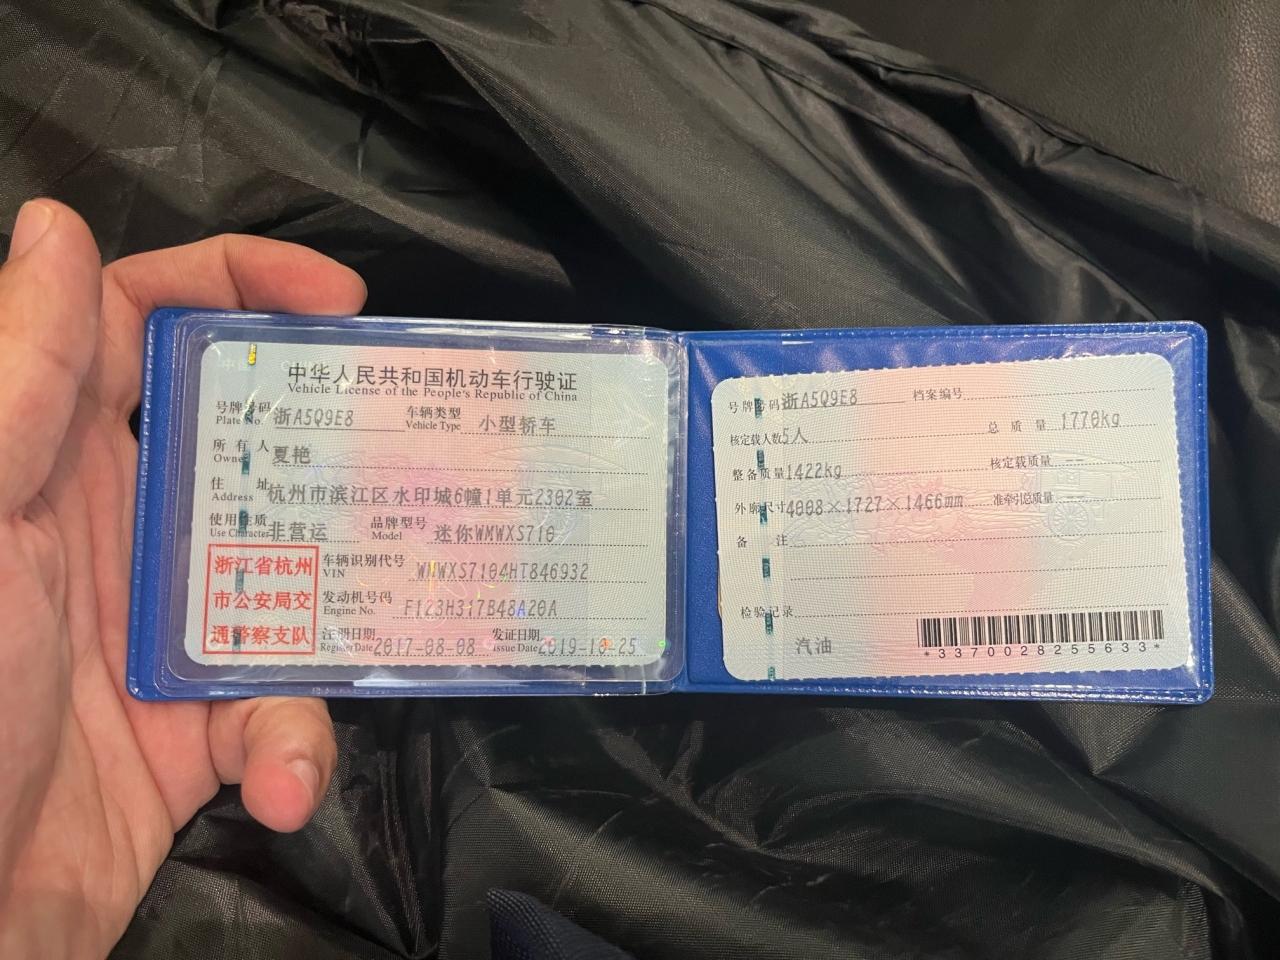 中华人民共和国机动车行驶证
Vehicle License of the People's Republic of China
号牌号码 浙A5Q9E8 车辆类型 小型轿车
Plate No. Vehicle Type
所有人 夏艳
Owner
住址 杭州市滨江区水印城6幢1单元2302室
Address
使用性质 非营运 品牌型号 迷你WMWXS710
Use Character Model
浙江省杭州
市公安局交
通警察支队
车辆识别代号 WMWXS7104HT846932
VIN
发动机号码 F123H317B48A20A
Engine No.
注册日期 2017-08-08 发证日期 2019-10-25
Register Date Issue Date
号牌号码 浙A5Q9E8 档案编号
核定载人数 5人 总质量 1770kg
整备质量 1422kg 核定载质量 --
外廓尺寸 4008×1727×1466mm 准牵引总质量 --
备注
检验记录
汽油
*3370028255633*